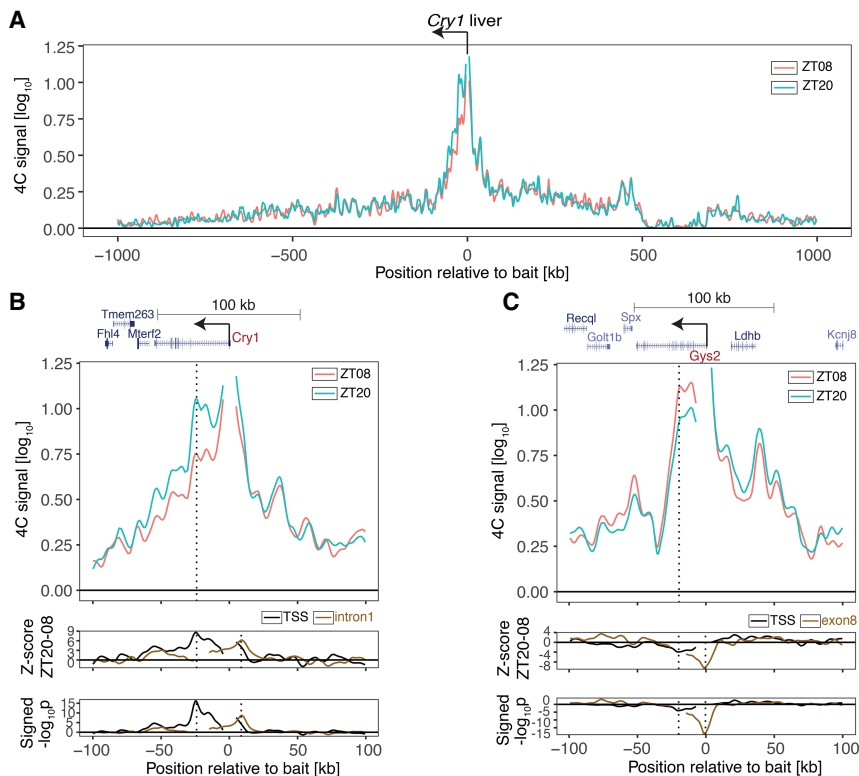 A
Cry1 liver
4C signal [log10]
1.25
1.00
0.75
0.50
0.25
0.00
ZT08
ZT20
−1000 −500 0 500 1000
Position relative to bait [kb]
B
100 kb
Tmem263
Fhl4 Mterf2 Cry1
4C signal [log10]
1.25
1.00
0.75
0.50
0.25
0.00
ZT08
ZT20
TSS intron1
Z-score
ZT20-08
9
6
3
0
Signed
-log10p
15
10
5
0
−100 −50 0 50 100
Position relative to bait [kb]
C
100 kb
Recql Spx
Golt1b Gys2 Ldhb Kcnj8
4C signal [log10]
1.25
1.00
0.75
0.50
0.25
0.00
ZT08
ZT20
TSS exon8
Z-score
ZT20-08
4
0
-4
-8
Signed
-log10p
0
-5
-10
-15
−100 −50 0 50 100
Position relative to bait [kb]